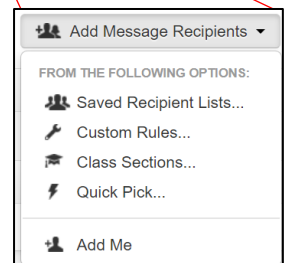 Add Message Recipients
FROM THE FOLLOWING OPTIONS:
Saved Recipient Lists...
Custom Rules...
Class Sections...
Quick Pick...
Add Me